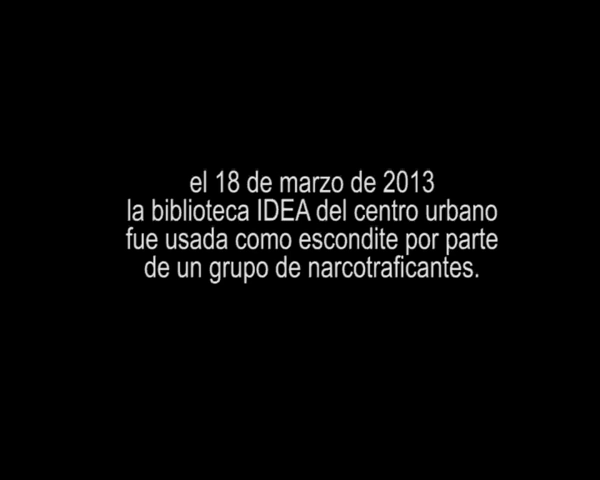 el 18 de marzo de 2013
la biblioteca IDEA del centro urbano
fue usada como escondite por parte
de un grupo de narcotraficantes.